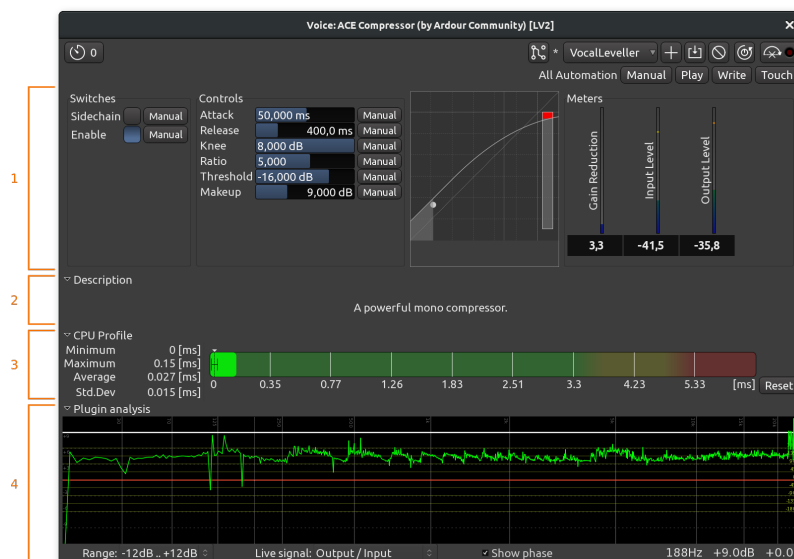 Voice: ACE Compressor (by Ardour Community) [LV2]
0 * VocalLeveller
All Automation Manual Play Write Touch
1
Switches
Sidechain Manual
Enable Manual
Controls
Attack 50,000 ms Manual
Release 400,0 ms Manual
Knee 8,000 dB Manual
Ratio 5,000 Manual
Threshold -16,000 dB Manual
Makeup 9,000 dB Manual
Meters
Gain Reduction
Input Level
Output Level
3,3 -41,5 -35,8
2
Description
A powerful mono compressor.
3
CPU Profile
Minimum 0 [ms]
Maximum 0.15 [ms]
Average 0.027 [ms]
Std.Dev 0.015 [ms]
0 0.35 0.77 1.26 1.83 2.51 3.3 4.23 5.33 [ms] Reset
4
Plugin analysis
Range: -12dB .. +12dB Live signal: Output / Input Show phase 188Hz +9.0dB +0.0